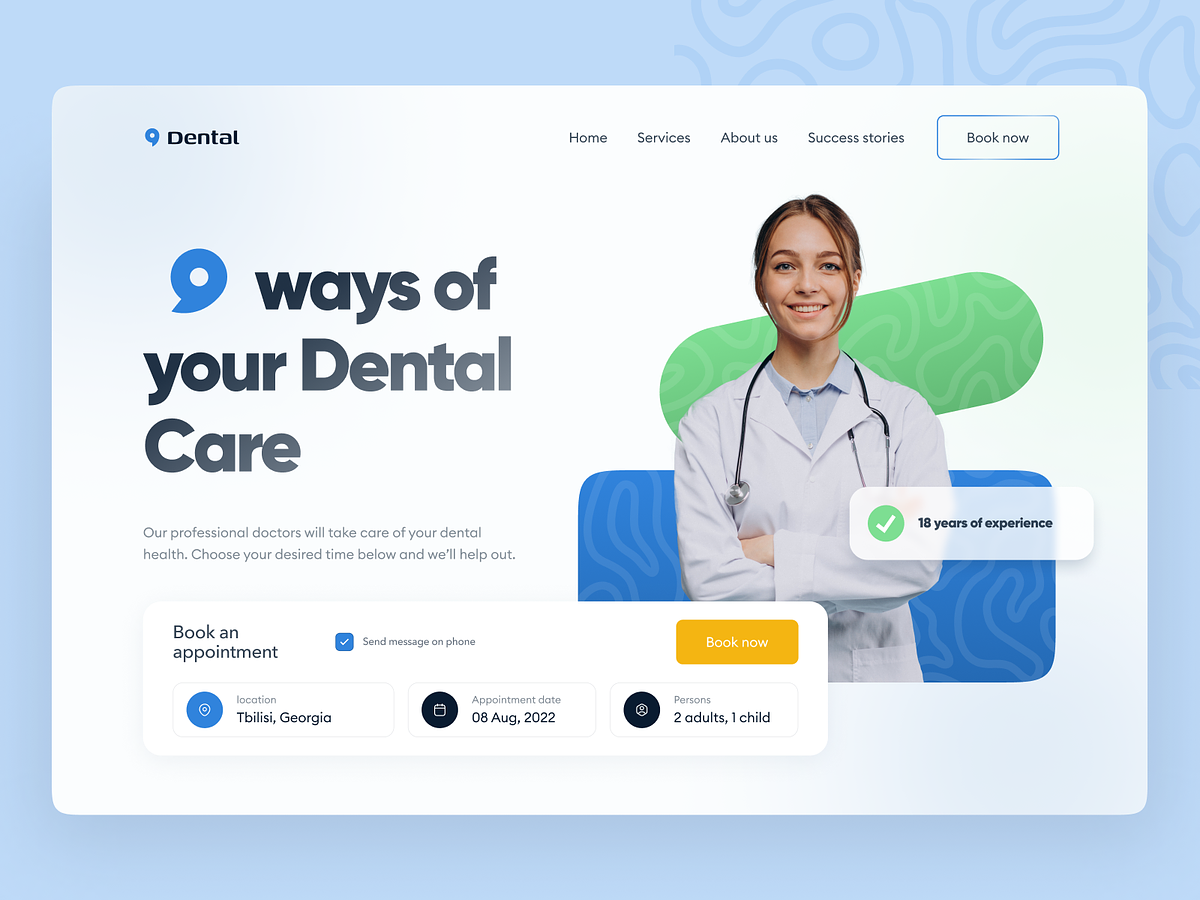 9 Dental
Home Services About us Success stories Book now
9 ways of
your Dental
Care
Our professional doctors will take care of your dental
health. Choose your desired time below and we'll help out.
18 years of experience
Book an
appointment
Send message on phone
Book now
location
Tbilisi, Georgia
Appointment date
08 Aug, 2022
Persons
2 adults, 1 child